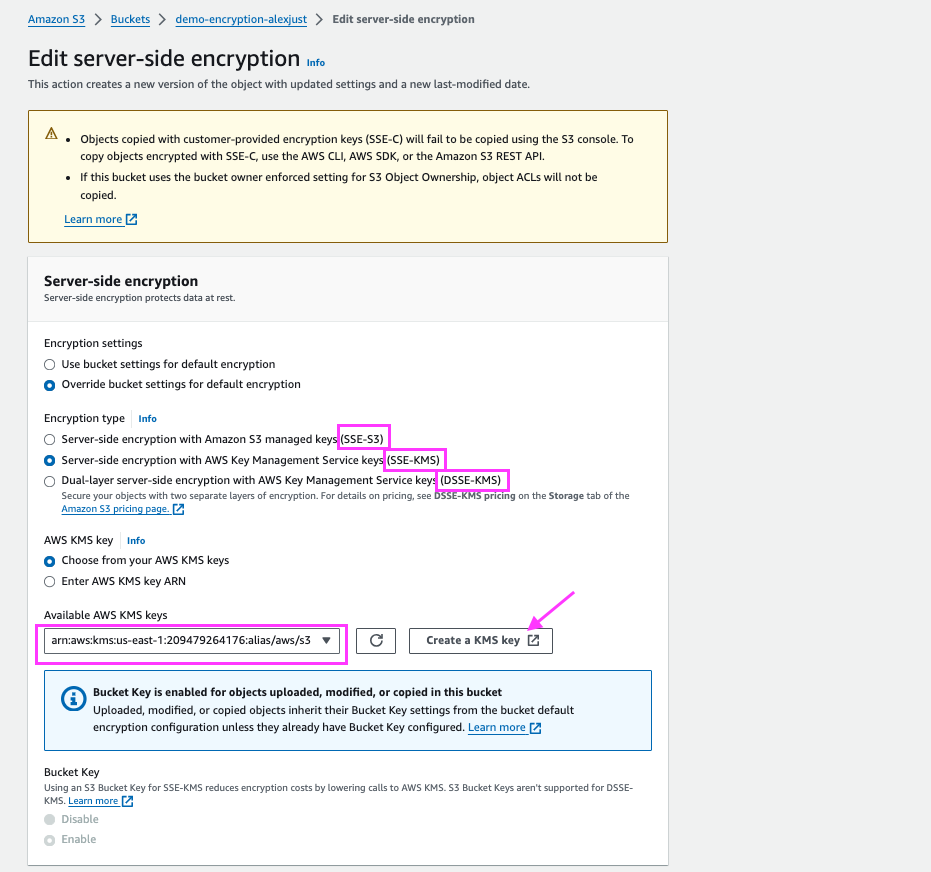 Amazon S3 > Buckets > demo-encryption-alexjust > Edit server-side encryption
Edit server-side encryption Info
This action creates a new version of the object with updated settings and a new last-modified date.
Objects copied with customer-provided encryption keys (SSE-C) will fail to be copied using the S3 console. To
copy objects encrypted with SSE-C, use the AWS CLI, AWS SDK, or the Amazon S3 REST API.
If this bucket uses the bucket owner enforced setting for S3 Object Ownership, object ACLs will not be
copied.
Learn more
Server-side encryption
Server-side encryption protects data at rest.
Encryption settings
Use bucket settings for default encryption
Override bucket settings for default encryption
Encryption type Info
Server-side encryption with Amazon S3 managed keys (SSE-S3)
Server-side encryption with AWS Key Management Service keys (SSE-KMS)
Dual-layer server-side encryption with AWS Key Management Service keys (DSSE-KMS)
Secure your objects with two separate layers of encryption. For details on pricing, see DSSE-KMS pricing on the Storage tab of the
Amazon S3 pricing page.
AWS KMS key Info
Choose from your AWS KMS keys
Enter AWS KMS key ARN
Available AWS KMS keys
arn:aws:kms:us-east-1:209479264176:alias/aws/s3 Create a KMS key
Bucket Key is enabled for objects uploaded, modified, or copied in this bucket
Uploaded, modified, or copied objects inherit their Bucket Key settings from the bucket default
encryption configuration unless they already have Bucket Key configured. Learn more
Bucket Key
Using an S3 Bucket Key for SSE-KMS reduces encryption costs by lowering calls to AWS KMS. S3 Bucket Keys aren't supported for DSSE-
KMS. Learn more
Disable
Enable